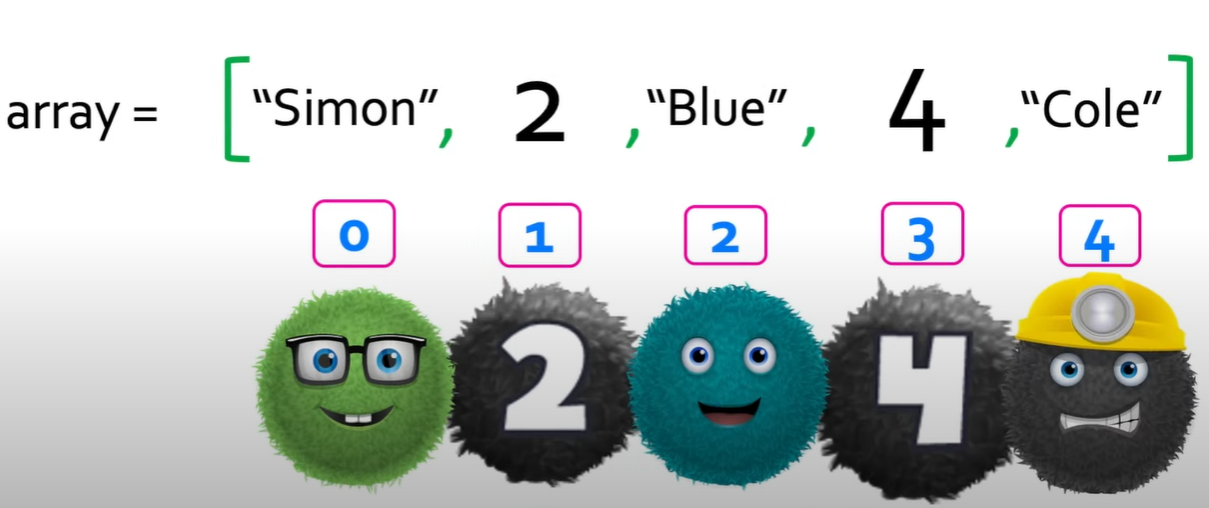 array = [“Simon”, 2 ,“Blue”, 4 ,“Cole”]
0 1 2 3 4
2 4